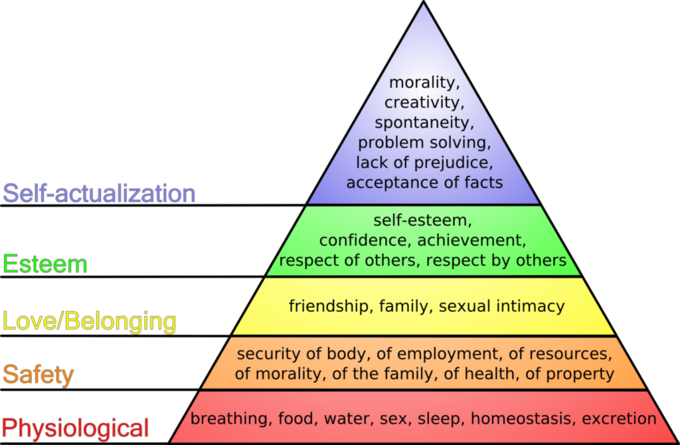 morality,
creativity,
spontaneity,
problem solving,
lack of prejudice,
acceptance of facts
Self-actualization
self-esteem,
confidence, achievement,
respect of others, respect by others
Esteem
friendship, family, sexual intimacy
Love/Belonging
security of body, of employment, of resources,
of morality, of the family, of health, of property
Safety
breathing, food, water, sex, sleep, homeostasis, excretion
Physiological